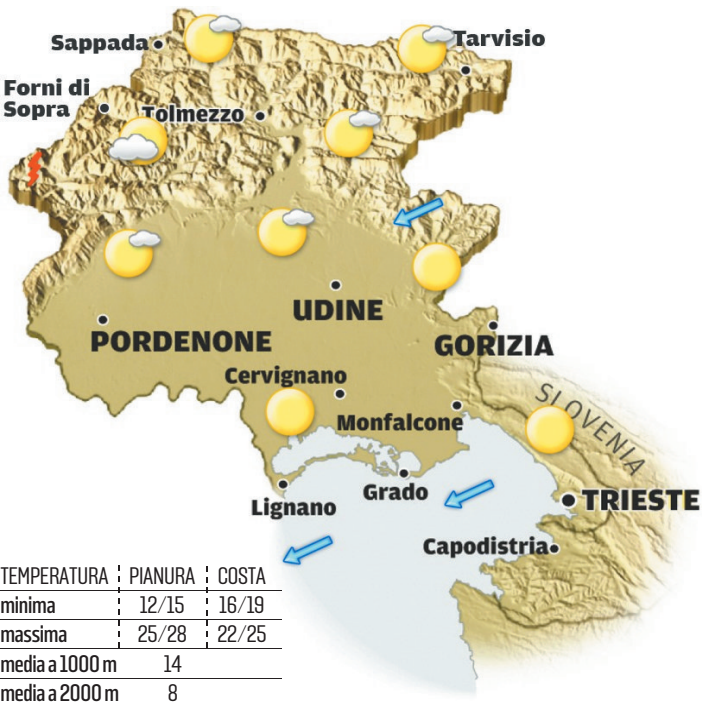 Sappada
Tarvisio
Forni di
Sopra
Tolmezzo
UDINE
PORDENONE
GORIZIA
Cervignano
SLOVENIA
Monfalcone
Grado
Lignano
TRIESTE
Capodistria
TEMPERATURA PIANURA COSTA
minima 12/15 16/19
massima 25/28 22/25
media a 1000 m 14
media a 2000 m 8